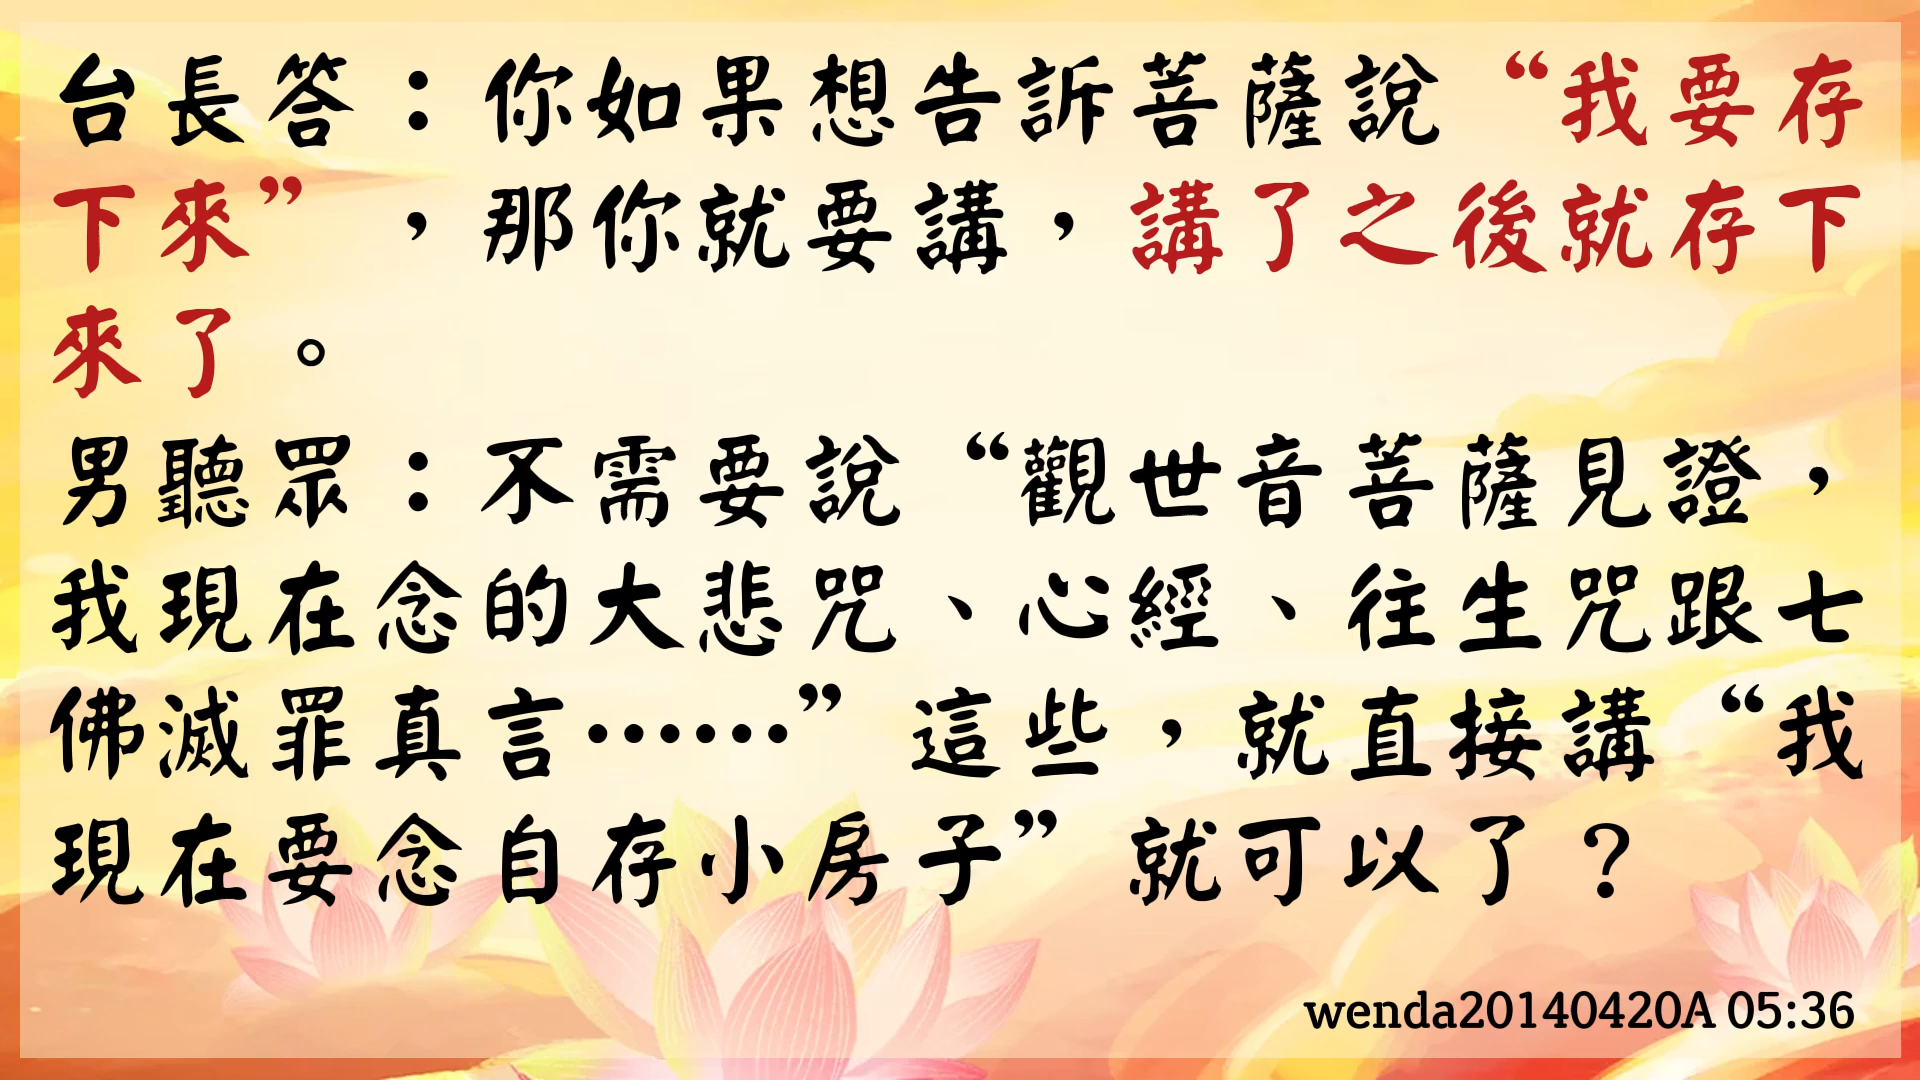 台長答：你如果想告訴菩薩說“我要存
下來”，那你就要講，講了之後就存下
來了。
男聽眾：不需要說“觀世音菩薩見證，
我現在念的大悲咒、心經、往生咒跟七
佛滅罪真言……”這些，就直接講“我
現在要念自存小房子”就可以了？
wenda20140420A 05:36